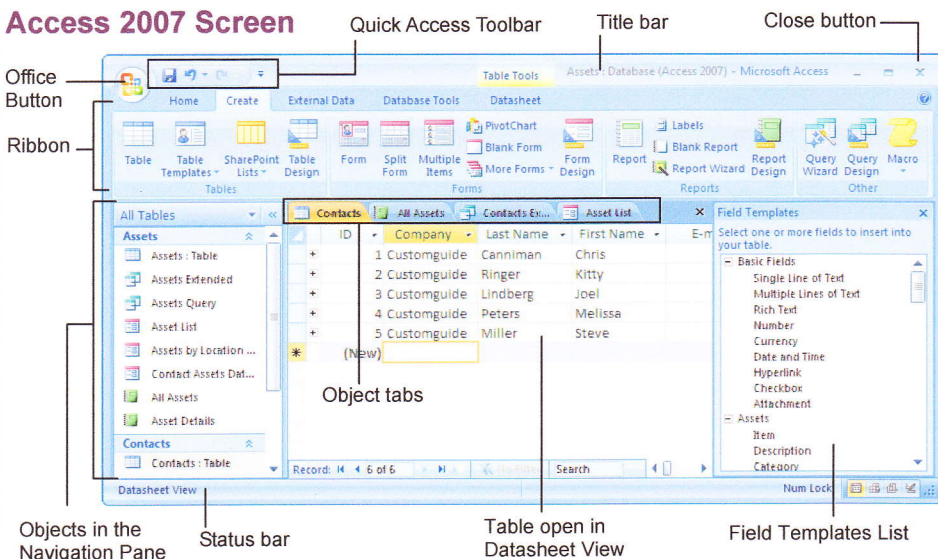 Access 2007 Screen
Quick Access Toolbar
Title bar
Close button
Office
Button
Ribbon
Table Tools
Assets : Database (Access 2007) - Microsoft Access
Home
Create
External Data
Database Tools
Datasheet
Table
Table
Templates
SharePoint
Lists
Table
Design
Tables
Form
Split
Form
Multiple
Items
PivotChart
Blank Form
More Forms
Form
Design
Forms
Report
Labels
Blank Report
Report Wizard
Report
Design
Reports
Query
Wizard
Query
Design
Macro
Other
All Tables
Assets
Assets : Table
Assets Extended
Assets Query
Asset List
Assets by Location ...
Contact Assets Dat...
All Assets
Asset Details
Contacts
Contacts : Table
Contacts
All Assets
Contacts Ex...
Asset List
ID Company Last Name First Name E-m
1 Customguide Canniman Chris
2 Customguide Ringer Kitty
3 Customguide Lindberg Joel
4 Customguide Peters Melissa
5 Customguide Miller Steve
(New)
Object tabs
Record: 6 of 6
No Filter
Search
Field Templates
Select one or more fields to insert into
your table.
Basic Fields
Single Line of Text
Multiple Lines of Text
Rich Text
Number
Currency
Date and Time
Hyperlink
Checkbox
Attachment
Assets
Item
Description
Category
Datasheet View
Num Lock
Objects in the
Navigation Pane
Status bar
Table open in
Datasheet View
Field Templates List